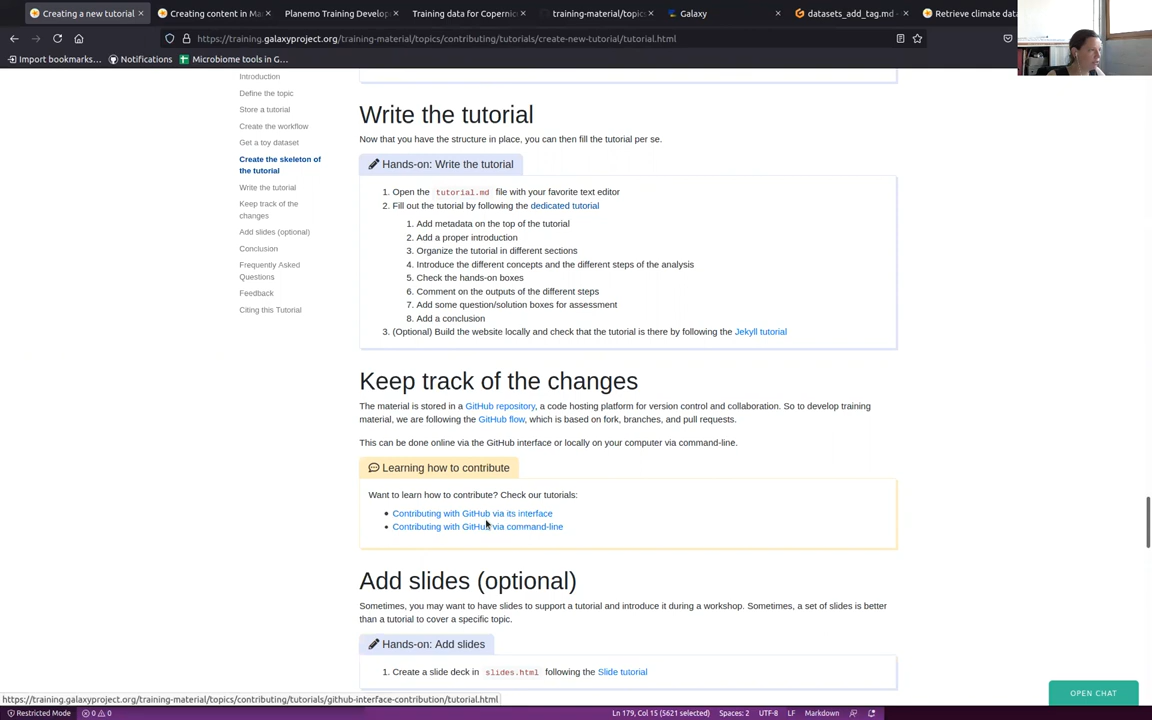 Creating a new tutorial
Creating content in Ma
Planemo Training Develop
Training data for Copernic
training-material/topics
Galaxy
datasets_add_tag.md
Retrieve climate dat
https://training.galaxyproject.org/training-material/topics/contributing/tutorials/create-new-tutorial/tutorial.html
Import bookmarks...
Notifications
Microbiome tools in G...
Introduction
Define the topic
Store a tutorial
Create the workflow
Get a toy dataset
Create the skeleton of
the tutorial
Write the tutorial
Keep track of the
changes
Add slides (optional)
Conclusion
Frequently Asked
Questions
Feedback
Citing this Tutorial
Write the tutorial
Now that you have the structure in place, you can then fill the tutorial per se.
Hands-on: Write the tutorial
1. Open the tutorial.md file with your favorite text editor
2. Fill out the tutorial by following the dedicated tutorial
1. Add metadata on the top of the tutorial
2. Add a proper introduction
3. Organize the tutorial in different sections
4. Introduce the different concepts and the different steps of the analysis
5. Check the hands-on boxes
6. Comment on the outputs of the different steps
7. Add some question/solution boxes for assessment
8. Add a conclusion
3. (Optional) Build the website locally and check that the tutorial is there by following the Jekyll tutorial
Keep track of the changes
The material is stored in a GitHub repository, a code hosting platform for version control and collaboration. So to develop training
material, we are following the GitHub flow, which is based on fork, branches, and pull requests.
This can be done online via the GitHub interface or locally on your computer via command-line.
Learning how to contribute
Want to learn how to contribute? Check our tutorials:
• Contributing with GitHub via its interface
• Contributing with GitHub via command-line
Add slides (optional)
Sometimes, you may want to have slides to support a tutorial and introduce it during a workshop. Sometimes, a set of slides is better
than a tutorial to cover a specific topic.
Hands-on: Add slides
1. Create a slide deck in slides.html following the Slide tutorial
OPEN CHAT
https://training.galaxyproject.org/training-material/topics/contributing/tutorials/github-interface-contribution/tutorial.html
Restricted Mode
0
0
Ln 179, Col 15 (5621 selected)
Spaces: 2
UTF-8
LF
Markdown